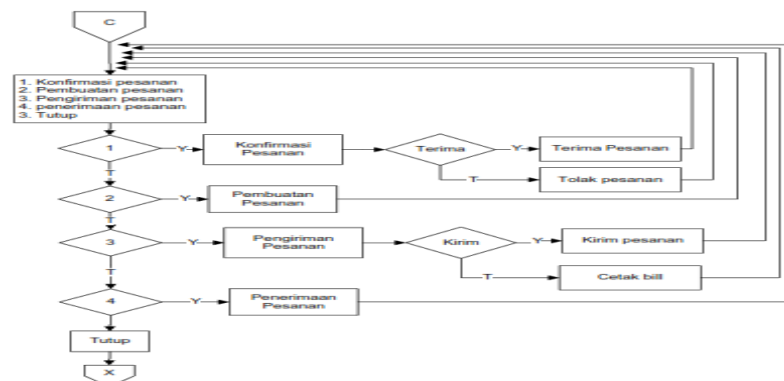 C
1. Konfirmasi pesanan
2. Pembuatan pesanan
3. Pengiriman pesanan
4. penerimaan pesanan
3. Tutup
1
Y
Konfirmasi
Pesanan
Terima
Y
Terima Pesanan
T
Tolak pesanan
T
2
Y
Pembuatan
Pesanan
T
3
Y
Pengiriman
Pesanan
Kirim
Y
Kirim pesanan
T
Cetak bill
T
4
Y
Penerimaan
Pesanan
Tutup
X